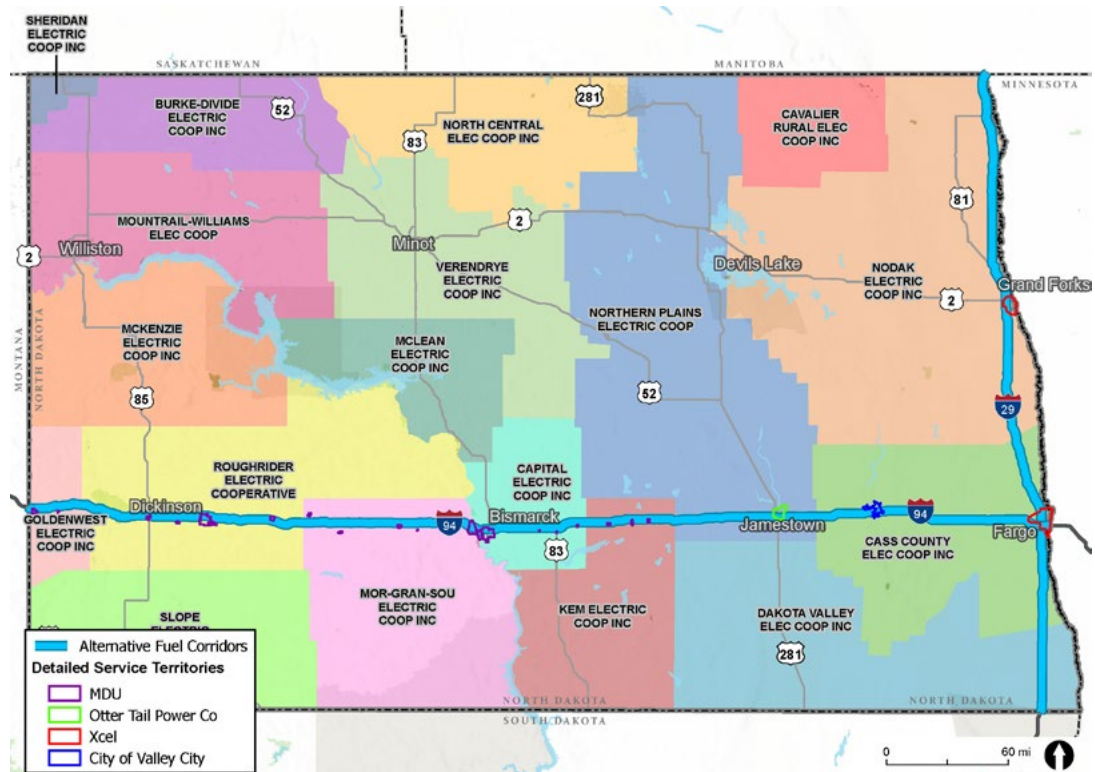 SHERIDAN
ELECTRIC
COOP INC
SASKATCHEWAN
MANITOBA
MINNESOTA
BURKE-DIVIDE
ELECTRIC
COOP INC
52
83
NORTH CENTRAL
ELEC COOP INC
281
CAVALIER
RURAL ELEC
COOP INC
81
MOUNTRAIL-WILLIAMS
ELEC COOP
2
Williston
Minot
2
VERENDRYE
ELECTRIC
COOP INC
Devils Lake
NODAK
ELECTRIC
COOP INC
2
Grand Forks
MONTANA
NORTH DAKOTA
MCKENZIE
ELECTRIC
COOP INC
85
MCLEAN
ELECTRIC
COOP INC
NORTHERN PLAINS
ELECTRIC COOP
52
29
ROUGHRIDER
ELECTRIC
COOPERATIVE
CAPITAL
ELECTRIC
COOP INC
Dickinson
GOLDENWEST
ELECTRIC
COOP INC
94
Bismarck
83
Jamestown
94
Fargo
CASS COUNTY
ELEC COOP INC
MOR-GRAN-SOU
ELECTRIC
COOP INC
KEM ELECTRIC
COOP INC
DAKOTA VALLEY
ELEC COOP INC
281
SLOPE
NORTH DAKOTA
SOUTH DAKOTA
NORTH DAKOTA
Alternative Fuel Corridors
Detailed Service Territories
MDU
Otter Tail Power Co
Xcel
City of Valley City
0 60 mi